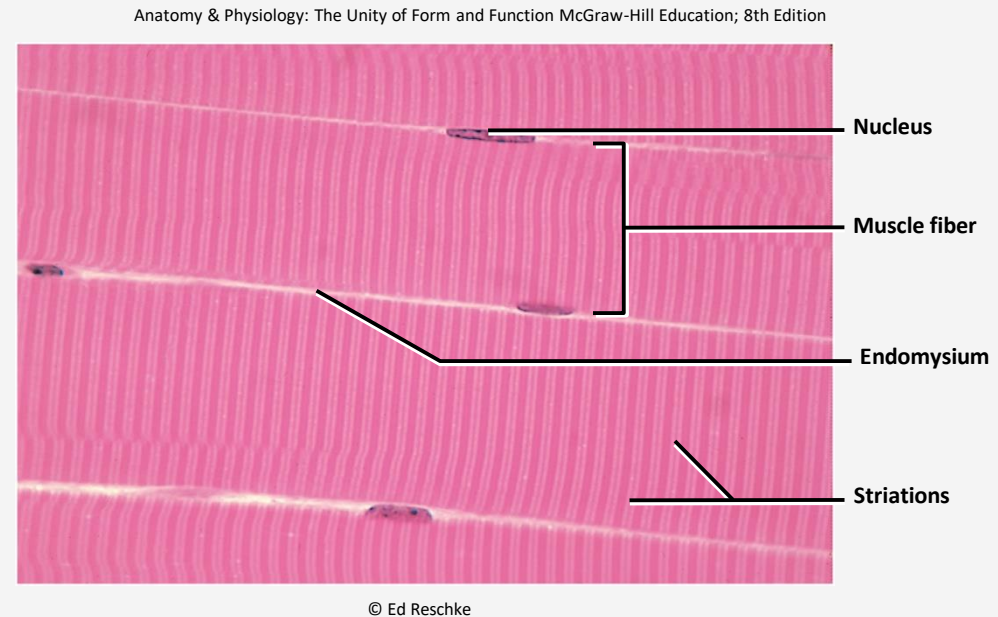 Anatomy & Physiology: The Unity of Form and Function McGraw-Hill Education; 8th Edition
Nucleus
Muscle fiber
Endomysium
Striations
© Ed Reschke